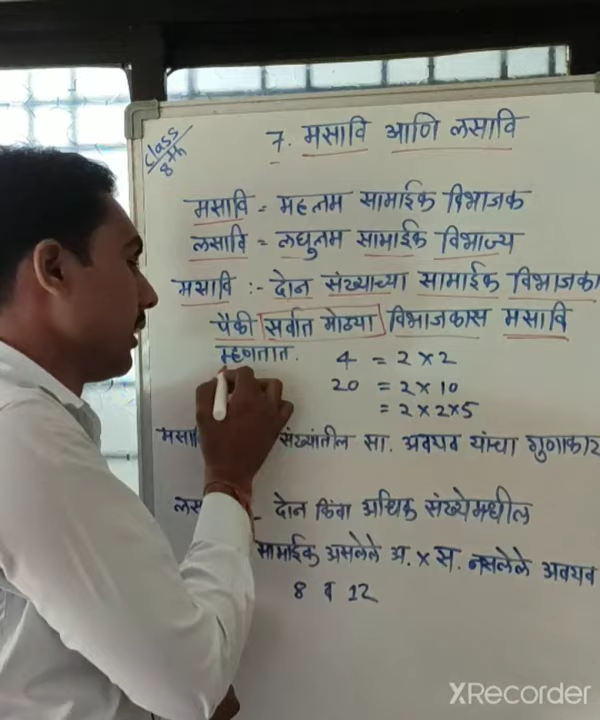 class
8th
7. मसावि आणि लसावि
मसावि = महत्तम सामाईक विभाजक
लसावि = लघुतम सामाईक विभाज्य
मसावि :- दोन संख्याच्या सामाईक विभाजका
पैकी सर्वात मोठ्या विभाजकास मसावि
म्हणतात.
4 = 2 × 2
20 = 2 × 10
= 2 × 2 × 5
संख्यांतील सा. अवयव यांचा गुणाकार
दोन किंवा अधिक संख्येमधील
सामाईक असलेले अ. × स. नसलेले अवयव
8 व 12
XRecorder